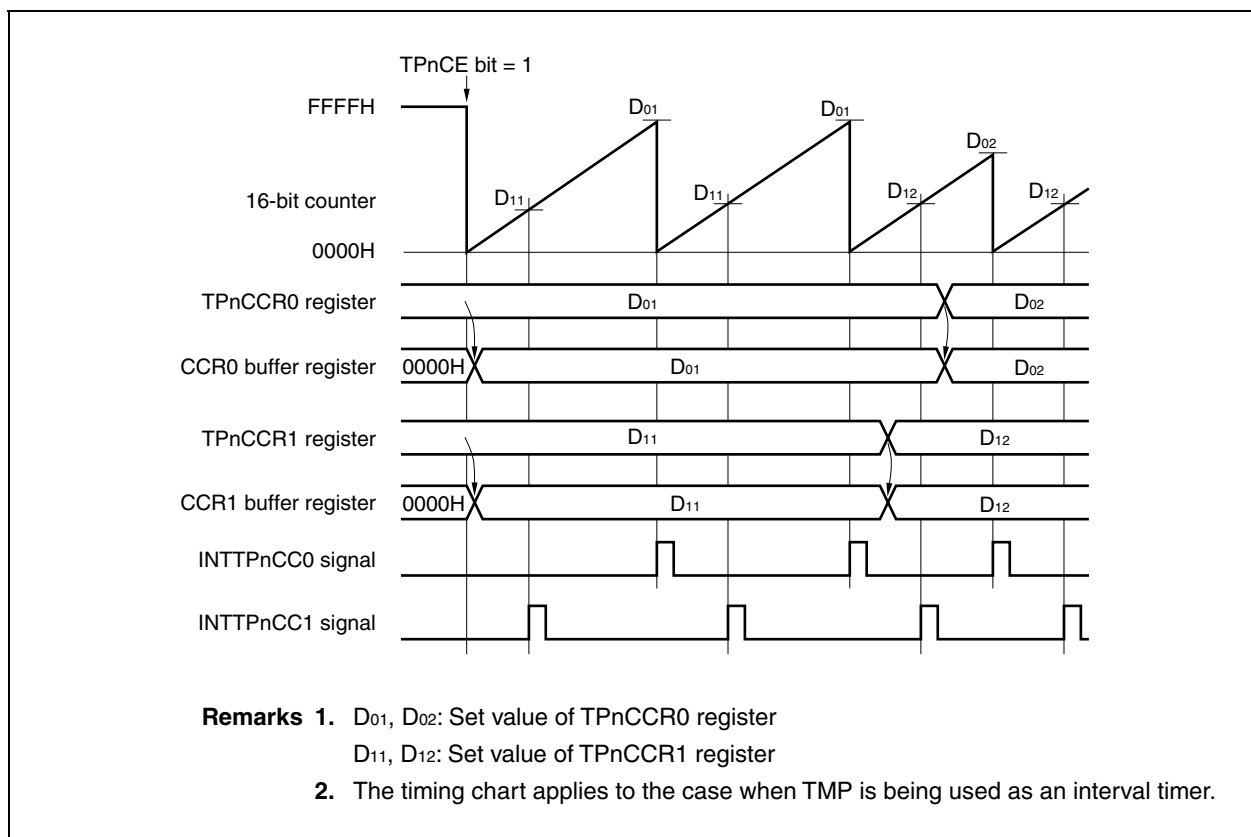 TPnCE bit = 1
FFFFH
D01
D01
D02
16-bit counter
D11
D11
D12
D12
0000H
TPnCCR0 register
D01
D02
CCR0 buffer register
0000H
D01
D02
TPnCCR1 register
D11
D12
CCR1 buffer register
0000H
D11
D12
INTTPnCC0 signal
INTTPnCC1 signal
Remarks 1. D01, D02: Set value of TPnCCR0 register
D11, D12: Set value of TPnCCR1 register
2. The timing chart applies to the case when TMP is being used as an interval timer.